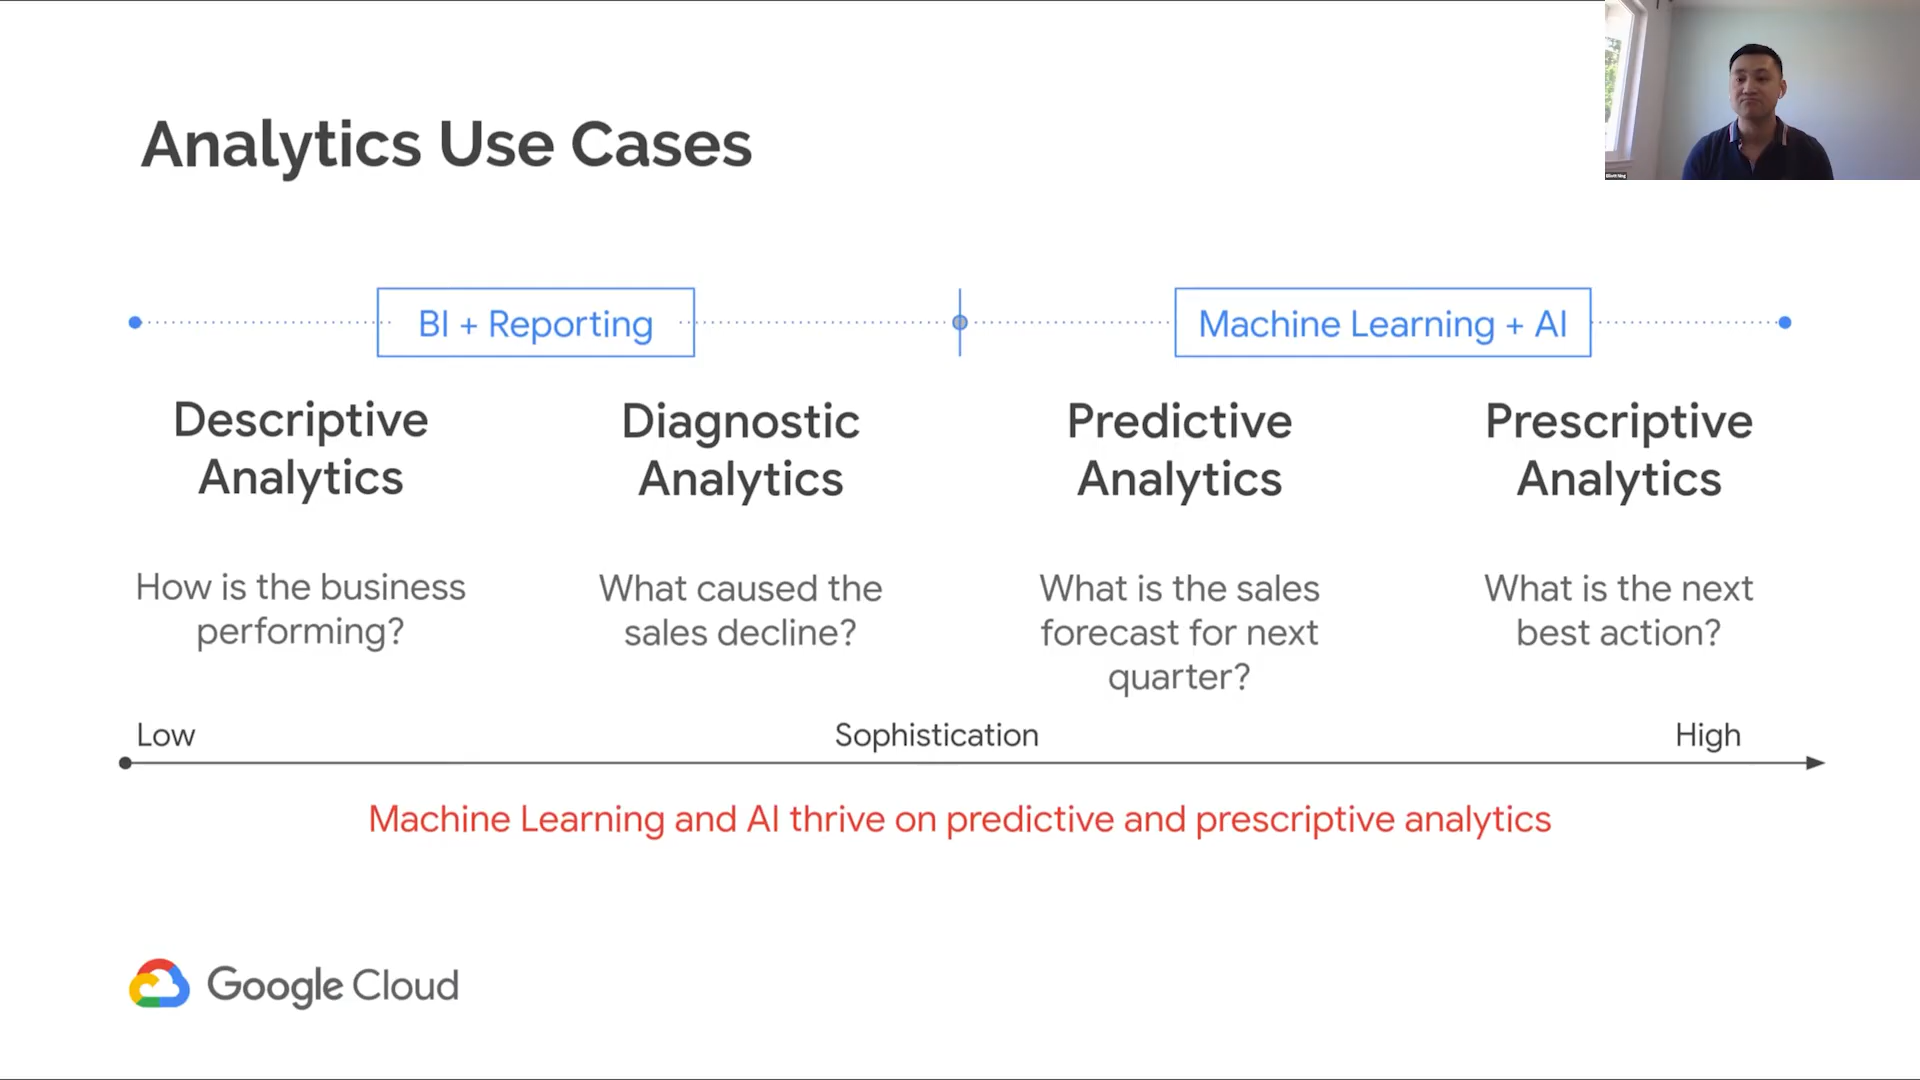 Analytics Use Cases
BI + Reporting
Machine Learning + AI
Descriptive
Analytics
Diagnostic
Analytics
Predictive
Analytics
Prescriptive
Analytics
How is the business
performing?
What caused the
sales decline?
What is the sales
forecast for next
quarter?
What is the next
best action?
Low
Sophistication
High
Machine Learning and AI thrive on predictive and prescriptive analytics
Google Cloud